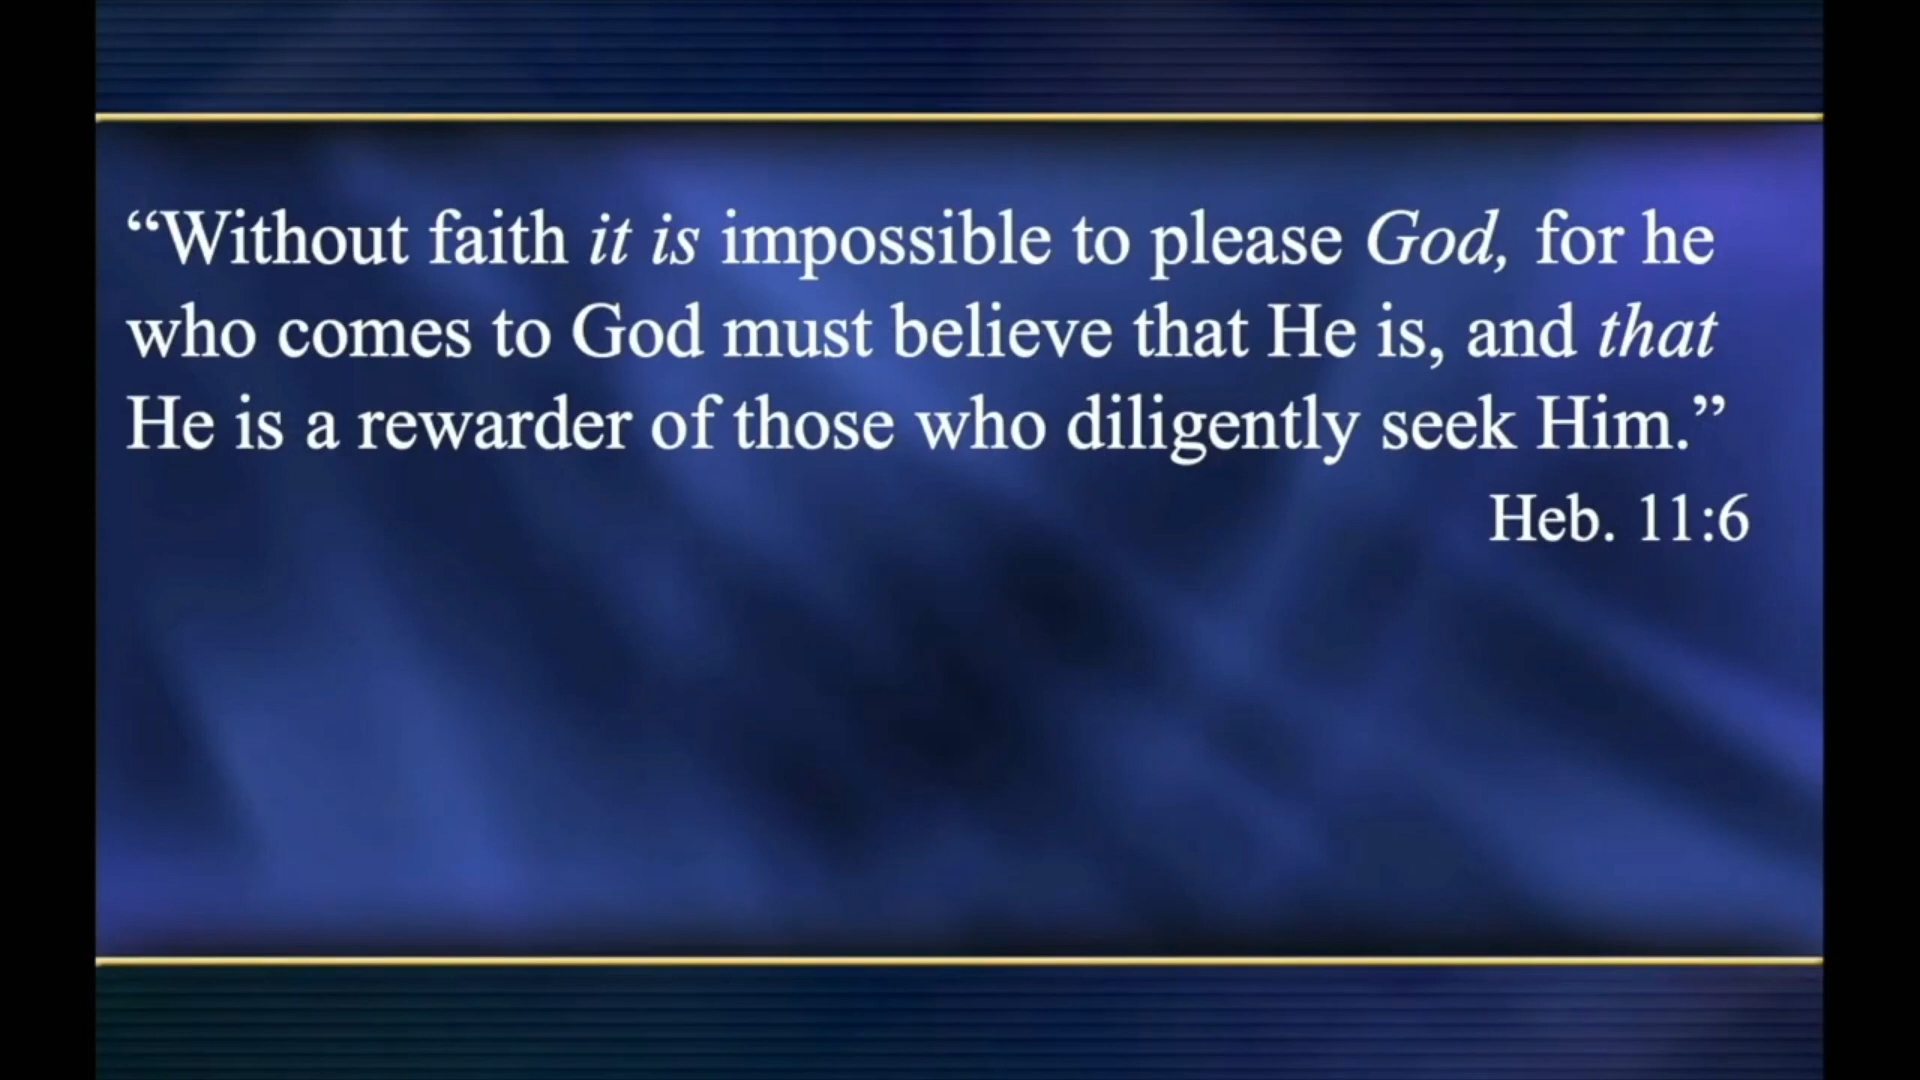 “Without faith it is impossible to please God, for he
who comes to God must believe that He is, and that
He is a rewarder of those who diligently seek Him.”
Heb. 11:6